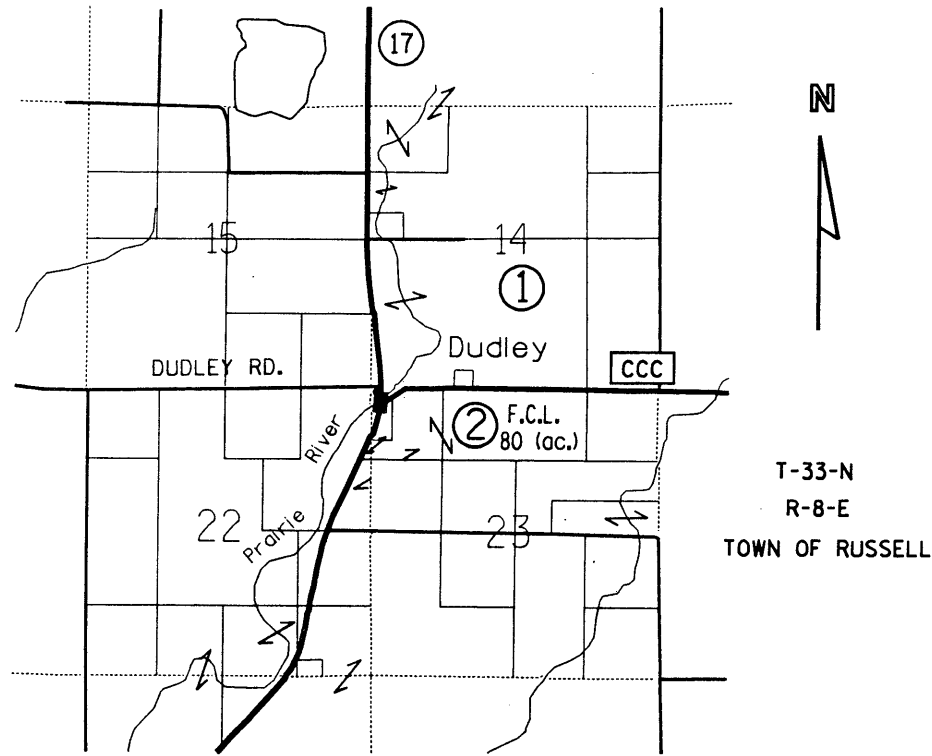 17
N
15
14
1
Dudley
DUDLEY RD.
CCC
2
F.C.L.
80 (ac.)
River
Prairie
22
23
T-33-N
R-8-E
TOWN OF RUSSELL